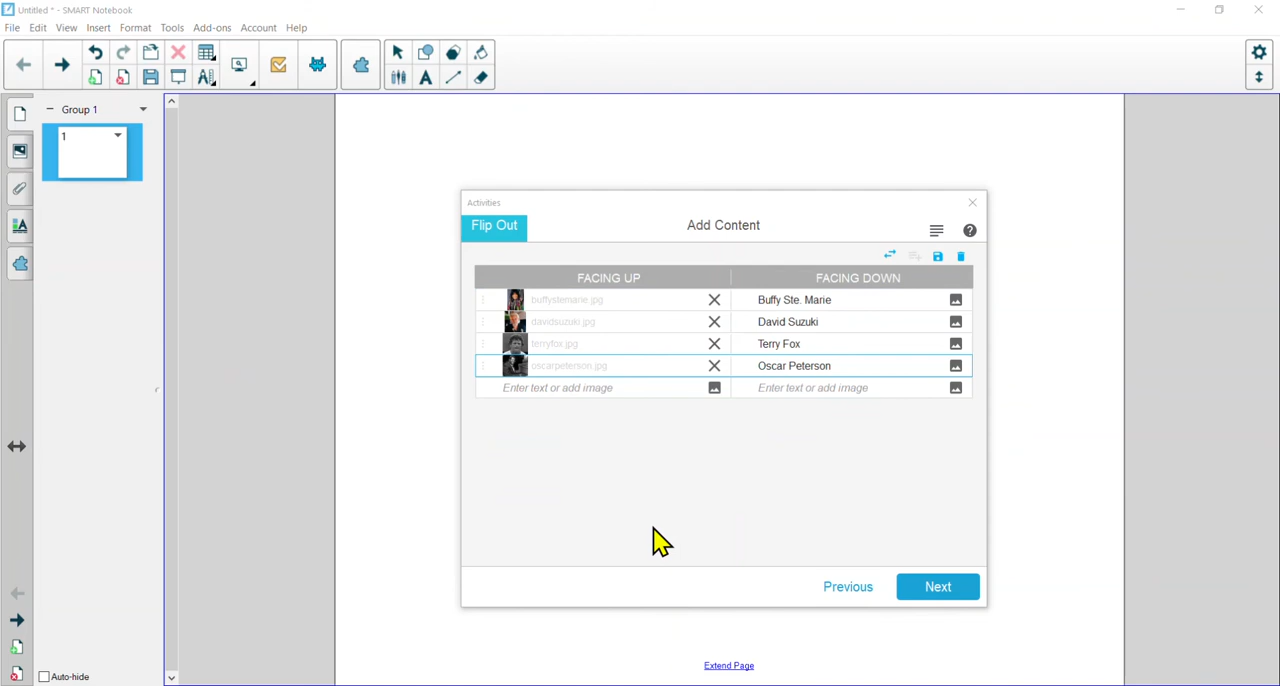 Untitled * - SMART Notebook
File Edit View Insert Format Tools Add-ons Account Help
Group 1
1
Activities
Flip Out
Add Content
FACING UP FACING DOWN
buffystemarie.jpg Buffy Ste. Marie
davidsuzuki.jpg David Suzuki
terryfox.jpg Terry Fox
oscarpeterson.jpg Oscar Peterson
Enter text or add image Enter text or add image
Previous Next
Extend Page
Auto-hide